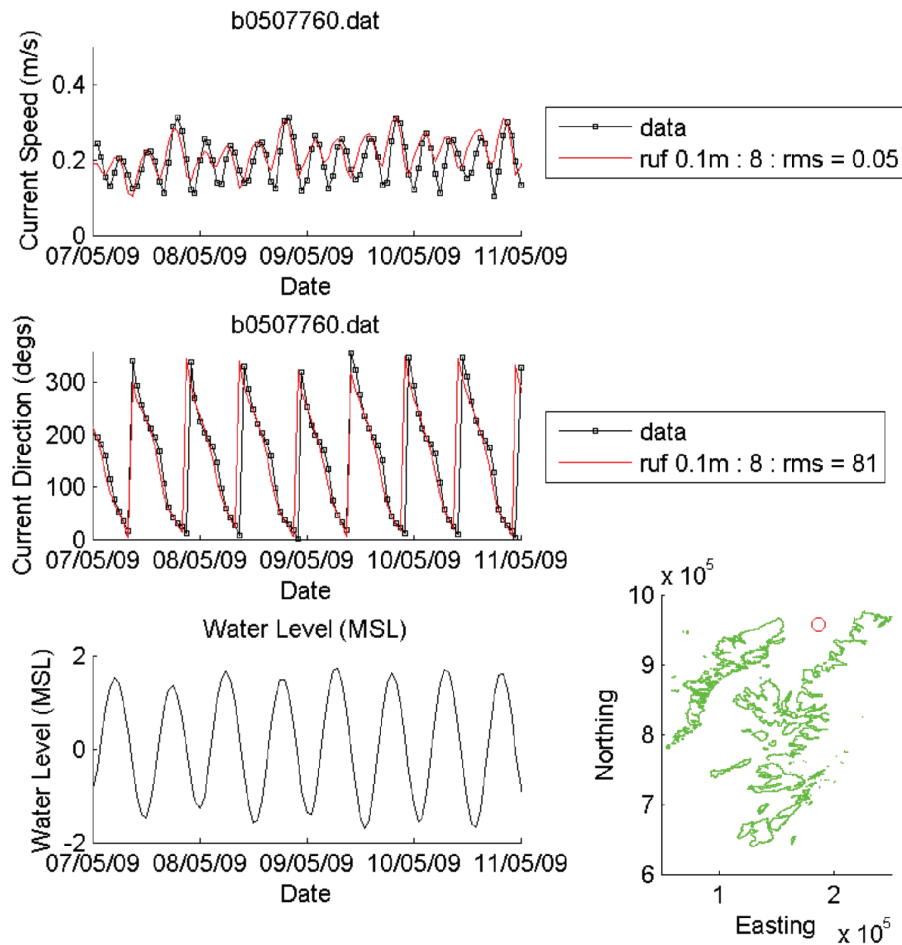 b0507760.dat
Current Speed (m/s)
0.4
0.2
0
07/05/09 08/05/09 09/05/09 10/05/09 11/05/09
Date
data
ruf 0.1m : 8 : rms = 0.05
b0507760.dat
Current Direction (degs)
300
200
100
0
07/05/09 08/05/09 09/05/09 10/05/09 11/05/09
Date
data
ruf 0.1m : 8 : rms = 81
Water Level (MSL)
Water Level (MSL)
2
0
-2
07/05/09 08/05/09 09/05/09 10/05/09 11/05/09
Date
x 10⁵
Northing
10
9
8
7
6
1 2
Easting x 10⁵